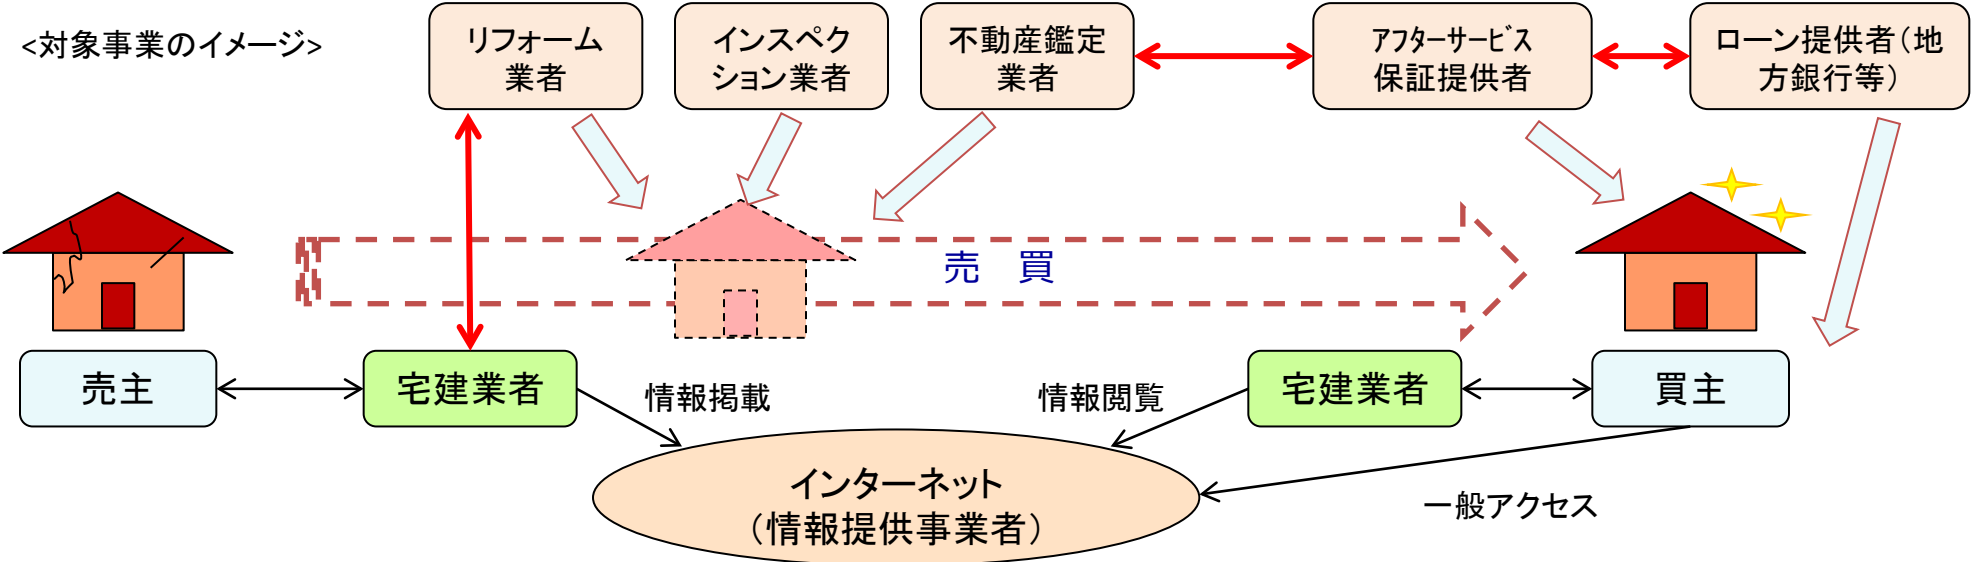 <対象事業のイメージ>
リフォーム
業者
インスペク
ション業者
不動産鑑定
業者
ｱﾌﾀｰｻｰﾋﾞｽ
保証提供者
ローン提供者（地
方銀行等）
売　買
売主
宅建業者
情報掲載
情報閲覧
宅建業者
買主
インターネット
（情報提供事業者）
一般アクセス